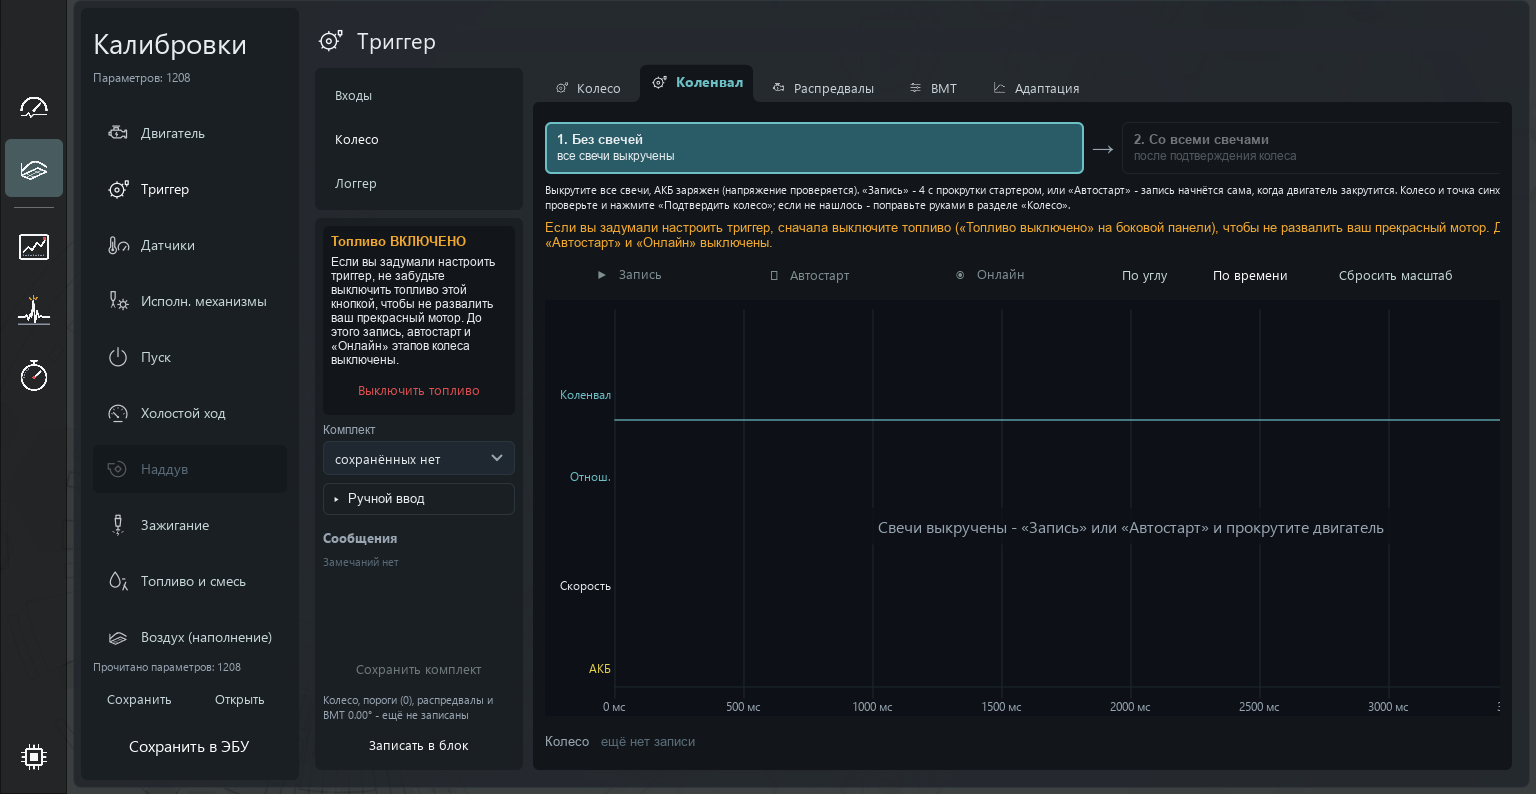 Калибровки
Параметров: 1208
Двигатель
Триггер
Датчики
Исполн. механизмы
Пуск
Холостой ход
Наддув
Зажигание
Топливо и смесь
Воздух (наполнение)
Прочитано параметров: 1208
Сохранить
Открыть
Сохранить в ЭБУ
Триггер
Входы
Колесо
Логгер
Топливо ВКЛЮЧЕНО
Если вы задумали настроить
триггер, не забудьте
выключить топливо этой
кнопкой, чтобы не развалить
ваш прекрасный мотор. До
этого запись, автостарт и
«Онлайн» этапов колеса
выключены.
Выключить топливо
Комплект
сохранённых нет
Ручной ввод
Сообщения
Замечаний нет
Сохранить комплект
Колесо, пороги (0), распредвалы и
ВМТ 0.00° - ещё не записаны
Записать в блок
Колесо
Коленвал
Распредвалы
ВМТ
Адаптация
1. Без свечей
все свечи выкручены
→
2. Со всеми свечами
после подтверждения колеса
Выкрутите все свечи, АКБ заряжен (напряжение проверяется). «Запись» - 4 с прокрутки стартером, или «Автостарт» - запись начнётся сама, когда двигатель закрутится. Колесо и точка
проверьте и нажмите «Подтвердить колесо»; если не нашлось - поправьте руками в разделе «Колесо».
Если вы задумали настроить триггер, сначала выключите топливо («Топливо выключено» на боковой панели), чтобы не развалить ваш прекрасный мотор.
«Автостарт» и «Онлайн» выключены.
Запись
Автостарт
Онлайн
По углу
По времени
Сбросить масштаб
Коленвал
Отнош.
Свечи выкручены - «Запись» или «Автостарт» и прокрутите двигатель
Скорость
АКБ
0 мс
500 мс
1000 мс
1500 мс
2000 мс
2500 мс
3000 мс
Колесо ещё нет записи